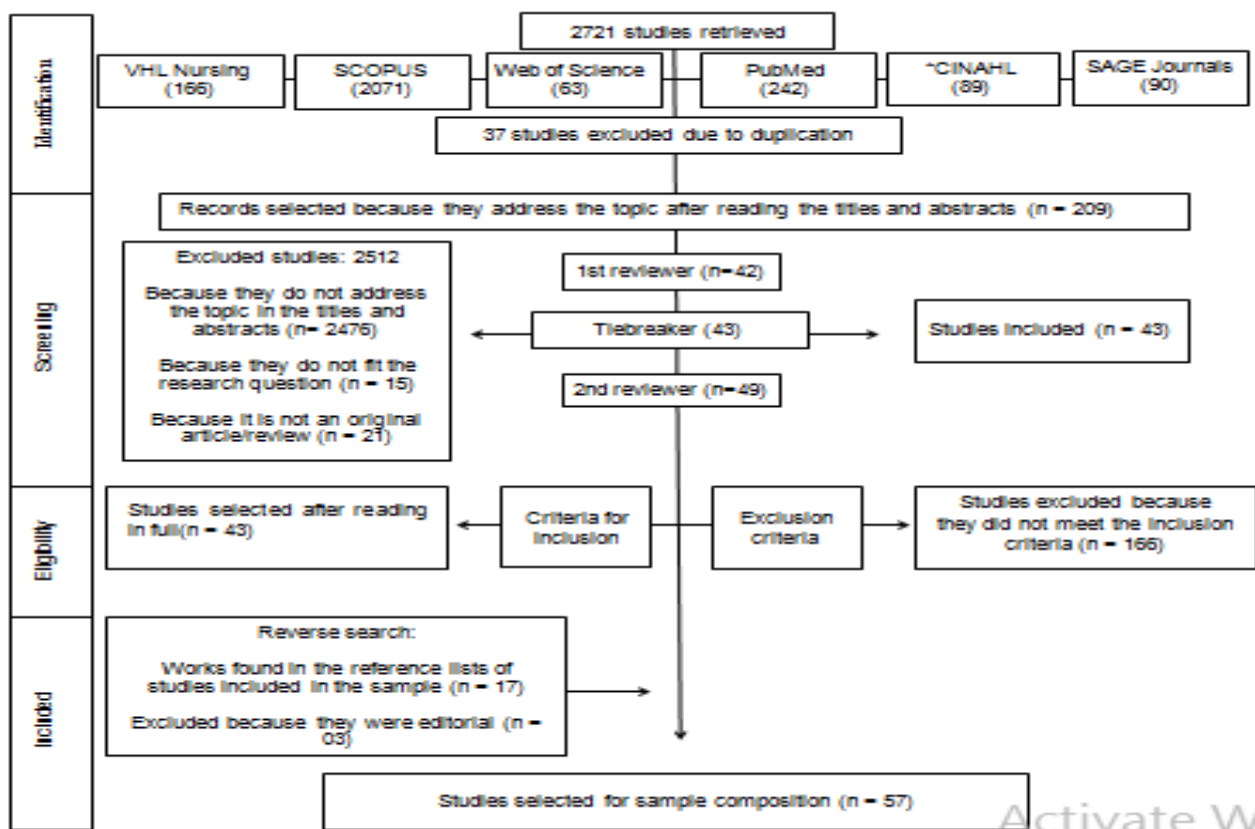 2721 studies retrieved
Identification
VHL Nursing
(166)
SCOPUS
(2071)
Web of Science
(63)
PubMed
(242)
*CINAHL
(89)
SAGE Journals
(90)
37 studies excluded due to duplication
Screening
Records selected because they address the topic after reading the titles and abstracts (n = 209)
Excluded studies: 2512
Because they do not address
the topic in the titles and
abstracts (n= 2476)
Because they do not fit the
research question (n = 15)
Because it is not an original
article/review (n = 21)
1st reviewer (n=42)
Tiebreaker (43)
Studies included (n = 43)
2nd reviewer (n=49)
Eligibility
Studies selected after reading
in full(n = 43)
Criteria for
inclusion
Exclusion
criteria
Studies excluded because
they did not meet the inclusion
criteria (n = 166)
Included
Reverse search:
Works found in the reference lists of
studies included in the sample (n = 17)
Excluded because they were editorial (n =
03)
Studies selected for sample composition (n = 57)
Activate W